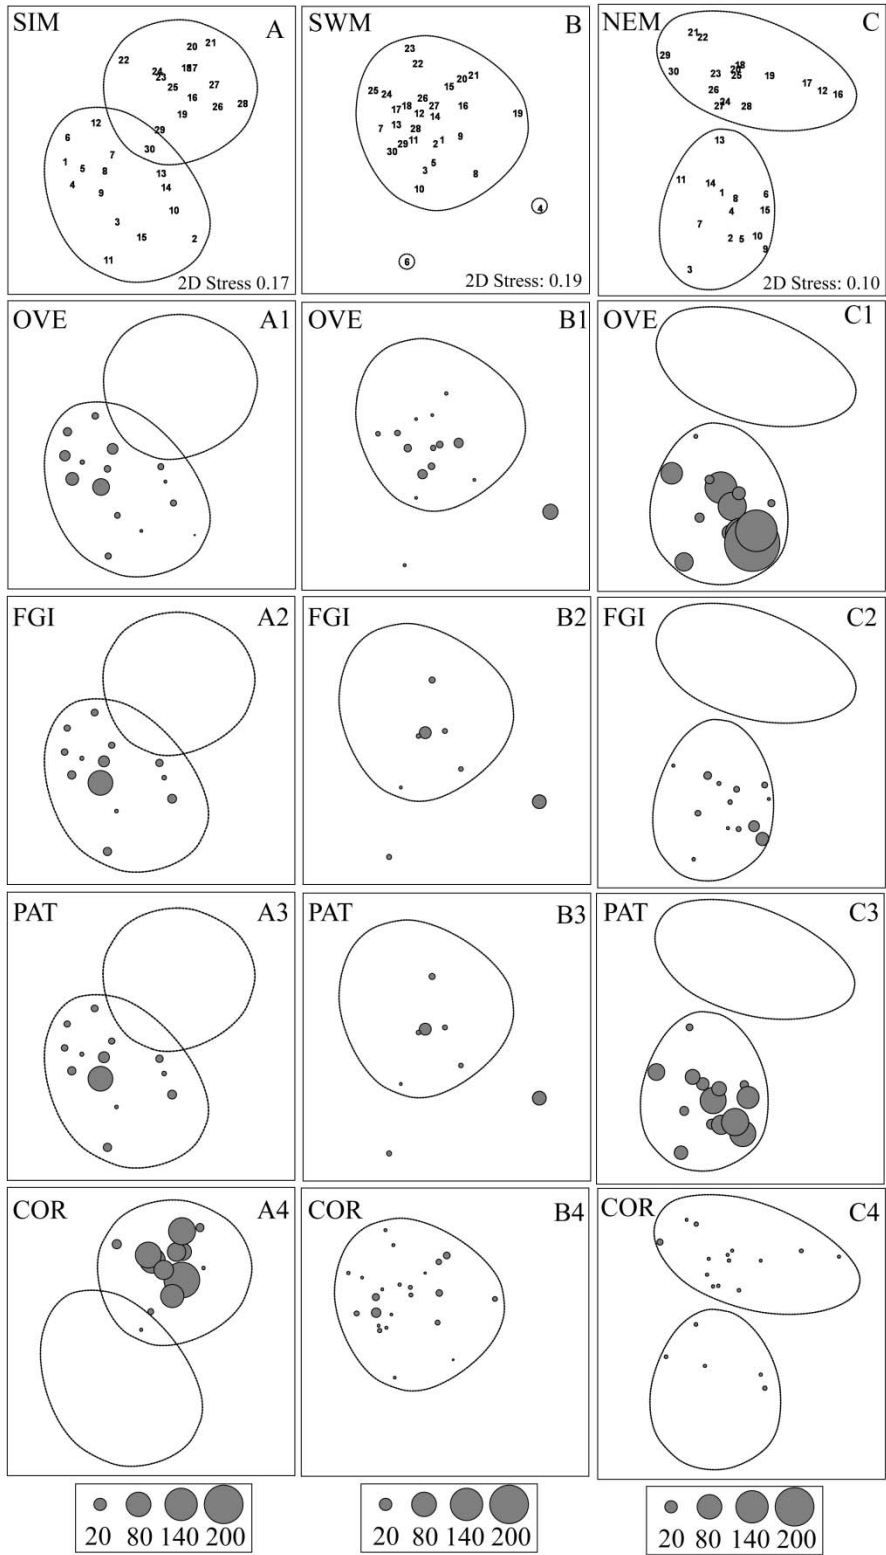 SIM A
20 21
22
24 18 17
23
25 27
16
26 28
19
12
29
6
30
7
1
5 8 13
4 14
9
10
3
15 2
11
2D Stress 0.17
SWM B
23
22
20 21
25 24 15
26
17 18 27 16
12 14 19
7 13 28
9
29 11 2 1
30
5
3 8
10
4
6
2D Stress: 0.19
NEM C
21 22
29
20 18
30 23 25 19
17
26 12 16
27 24 28
13
11 14
1 8 6
4 15
7
2 5 10
9
3
2D Stress: 0.10
OVE A1
OVE B1
OVE C1
FGI A2
FGI B2
FGI C2
PAT A3
PAT B3
PAT C3
COR A4
COR B4
COR C4
20 80 140 200
20 80 140 200
20 80 140 200